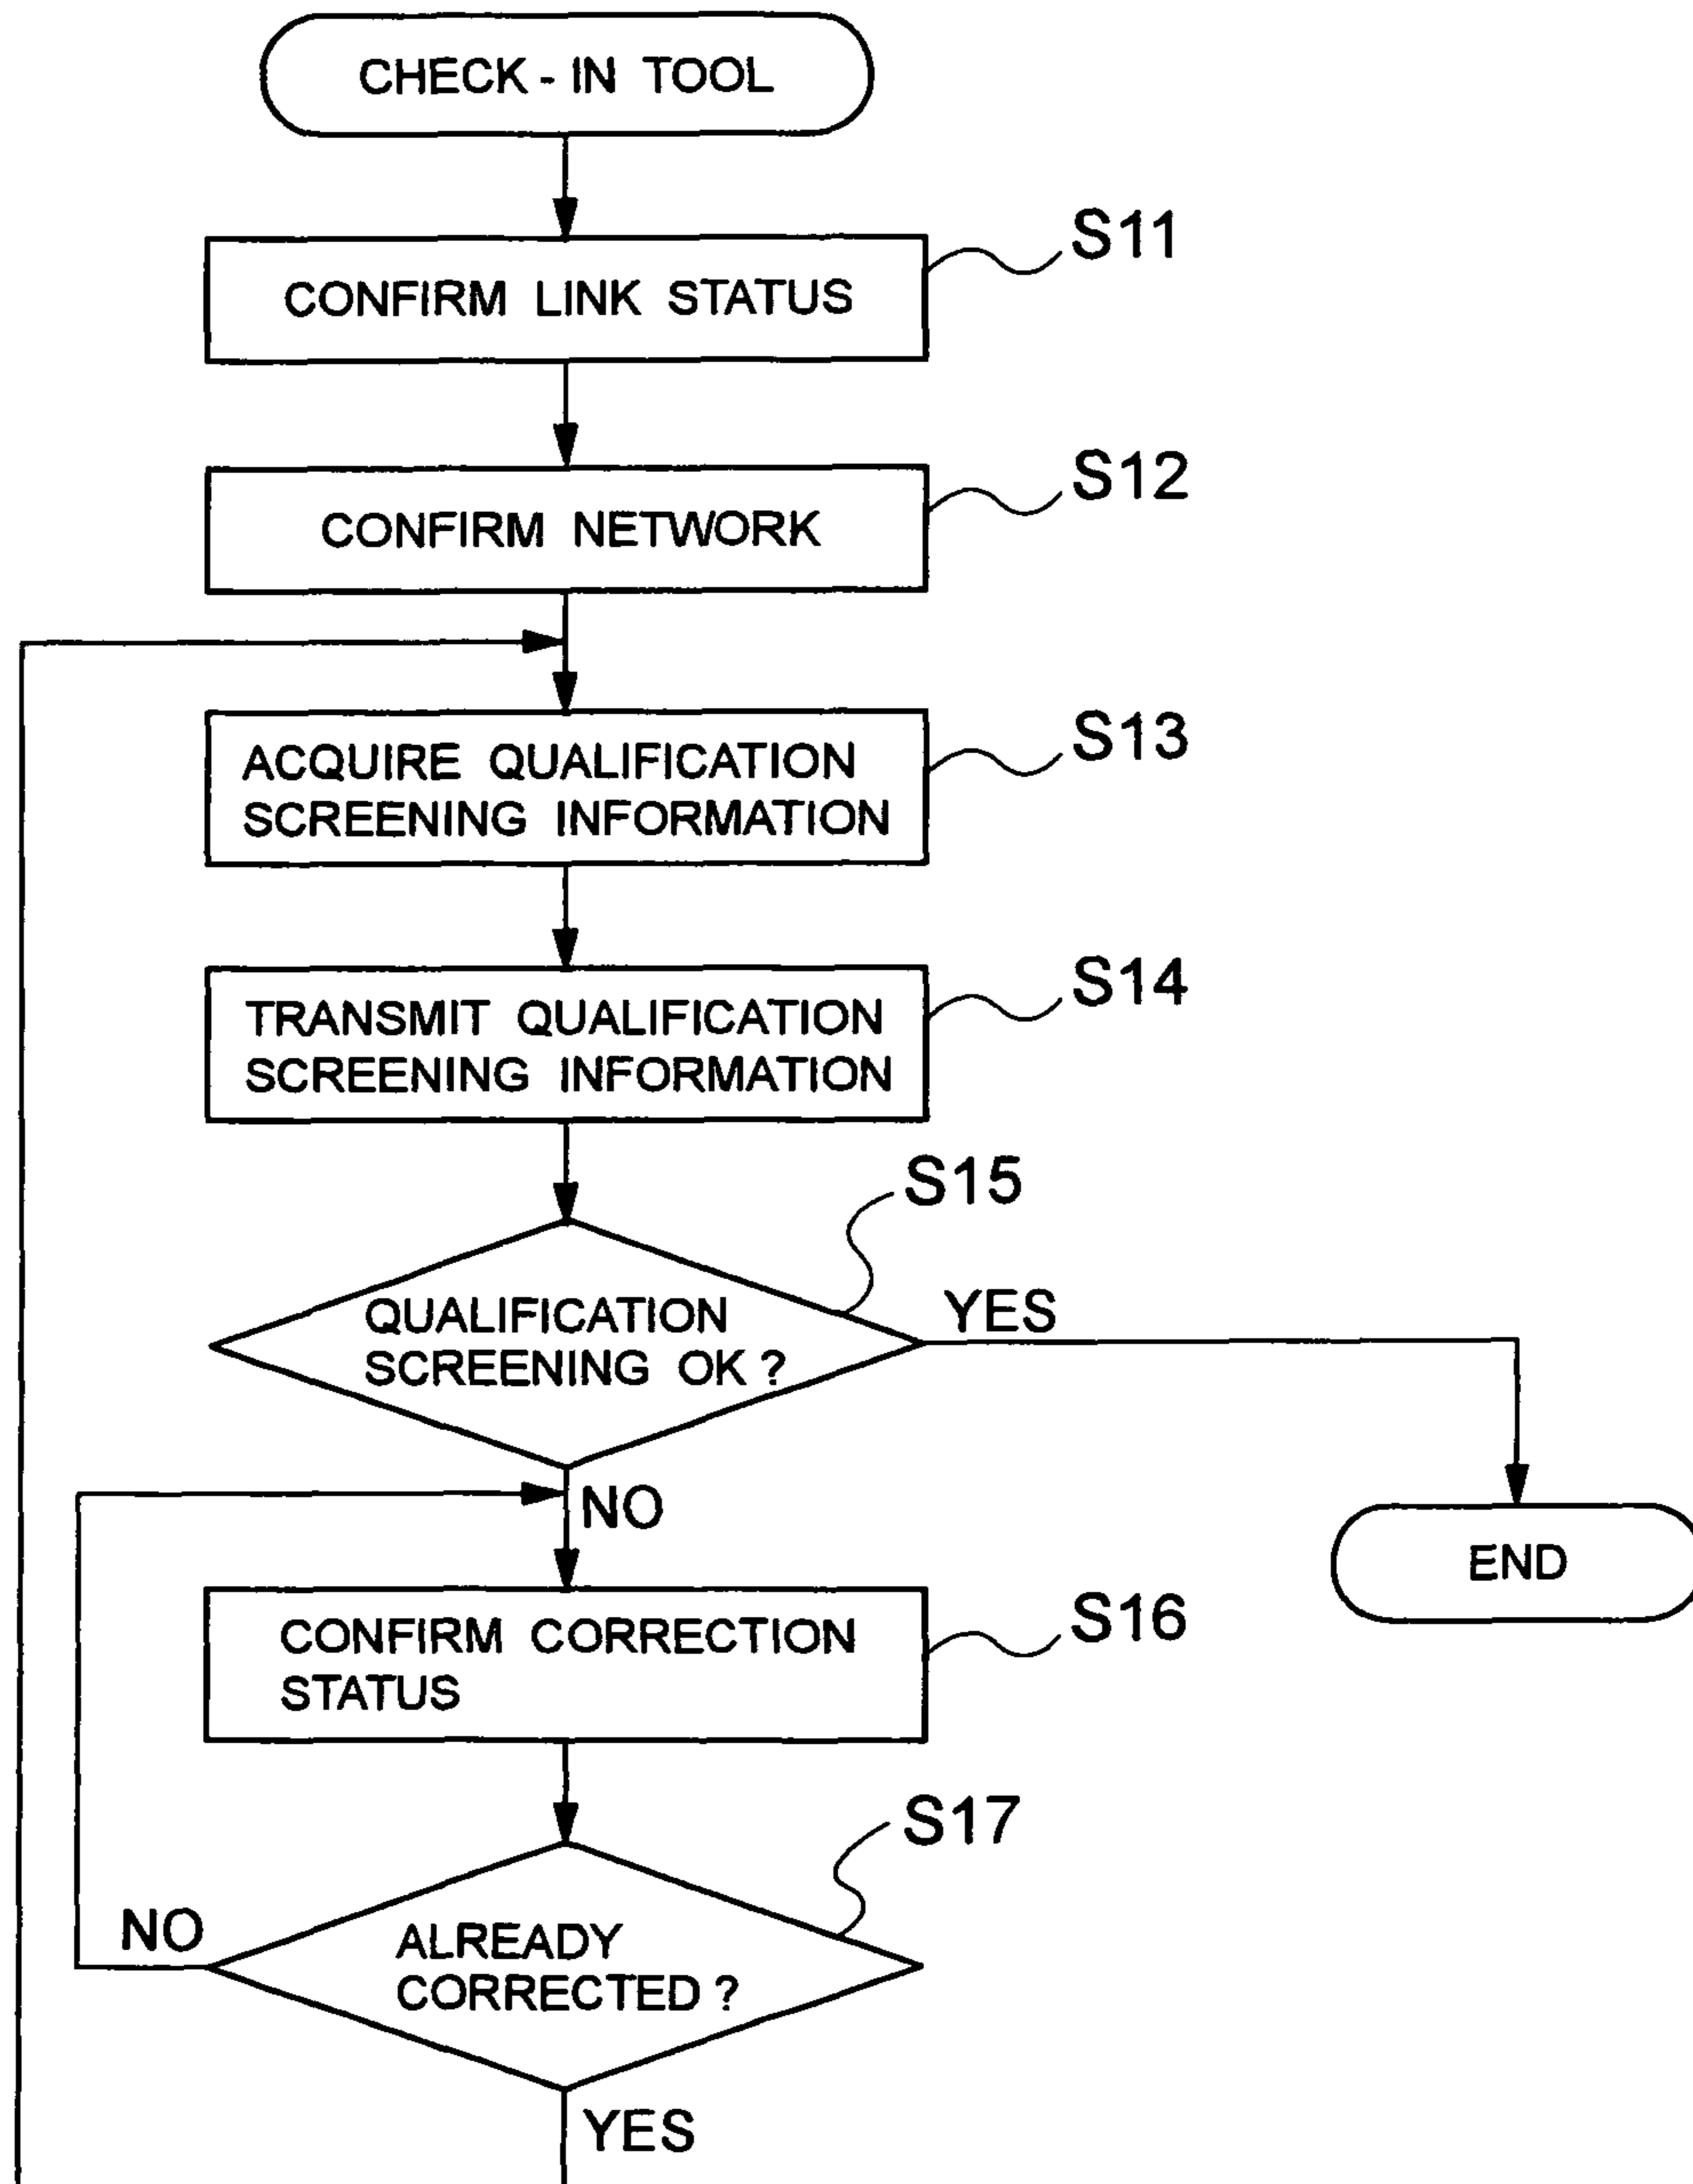 CHECK - IN TOOL
S11
CONFIRM LINK STATUS
S12
CONFIRM NETWORK
S13
ACQUIRE QUALIFICATION
SCREENING INFORMATION
S14
TRANSMIT QUALIFICATION
SCREENING INFORMATION
S15
QUALIFICATION
SCREENING OK ?
YES
NO
END
S16
CONFIRM CORRECTION
STATUS
S17
NO
ALREADY
CORRECTED ?
YES